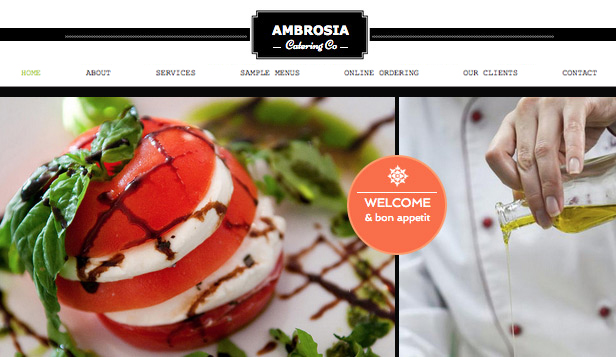 AMBROSIA
Catering Co
HOME ABOUT SERVICES SAMPLE MENUS ONLINE ORDERING OUR CLIENTS CONTACT
WELCOME
& bon appetit